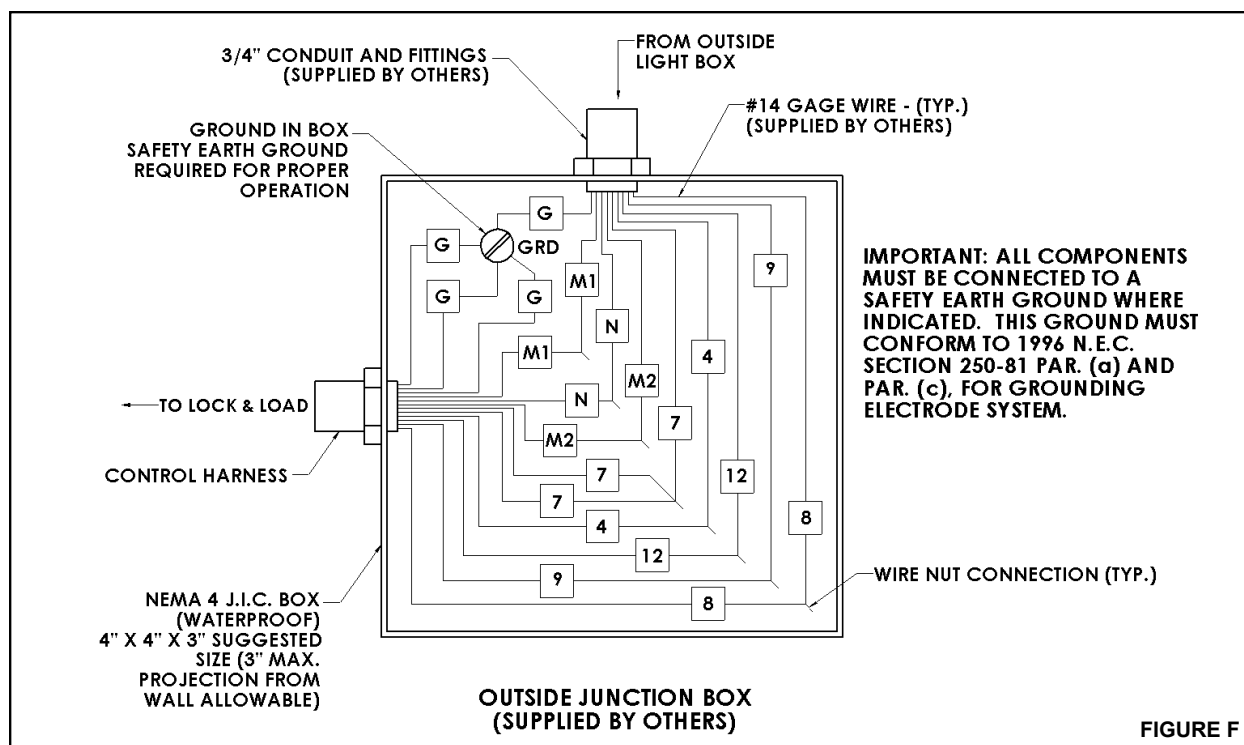 3/4" CONDUIT AND FITTINGS
(SUPPLIED BY OTHERS)
FROM OUTSIDE
LIGHT BOX
#14 GAGE WIRE - (TYP.)
(SUPPLIED BY OTHERS)
GROUND IN BOX
SAFETY EARTH GROUND
REQUIRED FOR PROPER
OPERATION
G
G
GRD
G
G
M1
9
N
M1
4
M2
N
7
M2
7
12
7
8
4
12
9
8
IMPORTANT: ALL COMPONENTS
MUST BE CONNECTED TO A
SAFETY EARTH GROUND WHERE
INDICATED. THIS GROUND MUST
CONFORM TO 1996 N.E.C.
SECTION 250-81 PAR. (a) AND
PAR. (c), FOR GROUNDING
ELECTRODE SYSTEM.
TO LOCK & LOAD
CONTROL HARNESS
WIRE NUT CONNECTION (TYP.)
NEMA 4 J.I.C. BOX
(WATERPROOF)
4" X 4" X 3" SUGGESTED
SIZE (3" MAX.
PROJECTION FROM
WALL ALLOWABLE)
OUTSIDE JUNCTION BOX
(SUPPLIED BY OTHERS)
FIGURE F